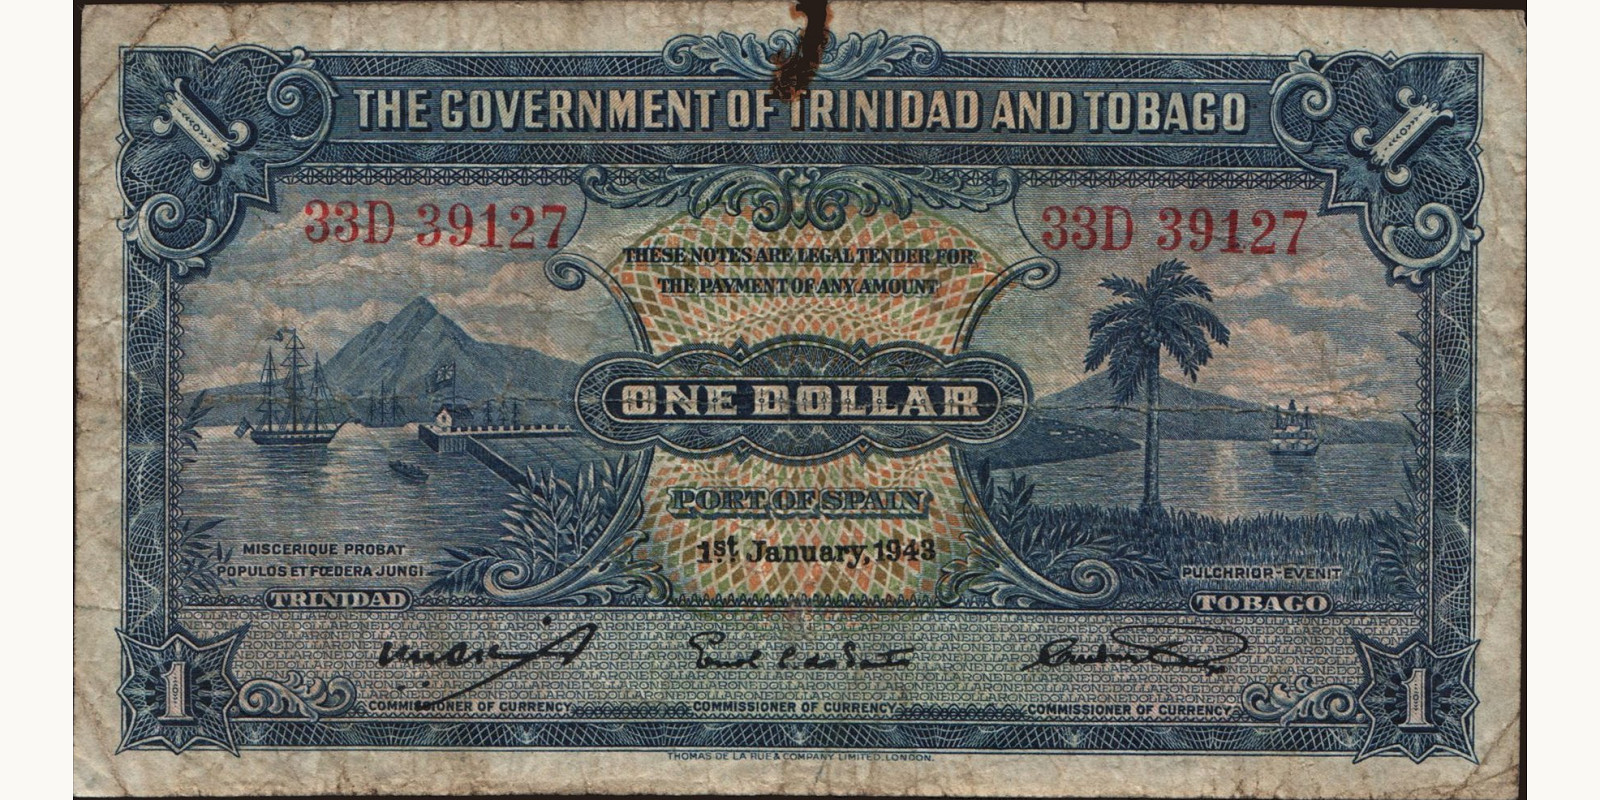 THE GOVERNMENT OF TRINIDAD AND TOBAGO
1 1
33D 39127 33D 39127
THESE NOTES ARE LEGAL TENDER FOR
THE PAYMENT OF ANY AMOUNT
ONE DOLLAR
PORT OF SPAIN
1st January, 1943
MISCERIQUE PROBAT
POPULOS ET FŒDERA JUNGI
TRINIDAD
PULCHRIOR-EVENIT
TOBAGO
COMMISSIONER OF CURRENCY COMMISSIONER OF CURRENCY COMMISSIONER OF CURRENCY
1 1
THOMAS DE LA RUE & COMPANY LIMITED, LONDON.